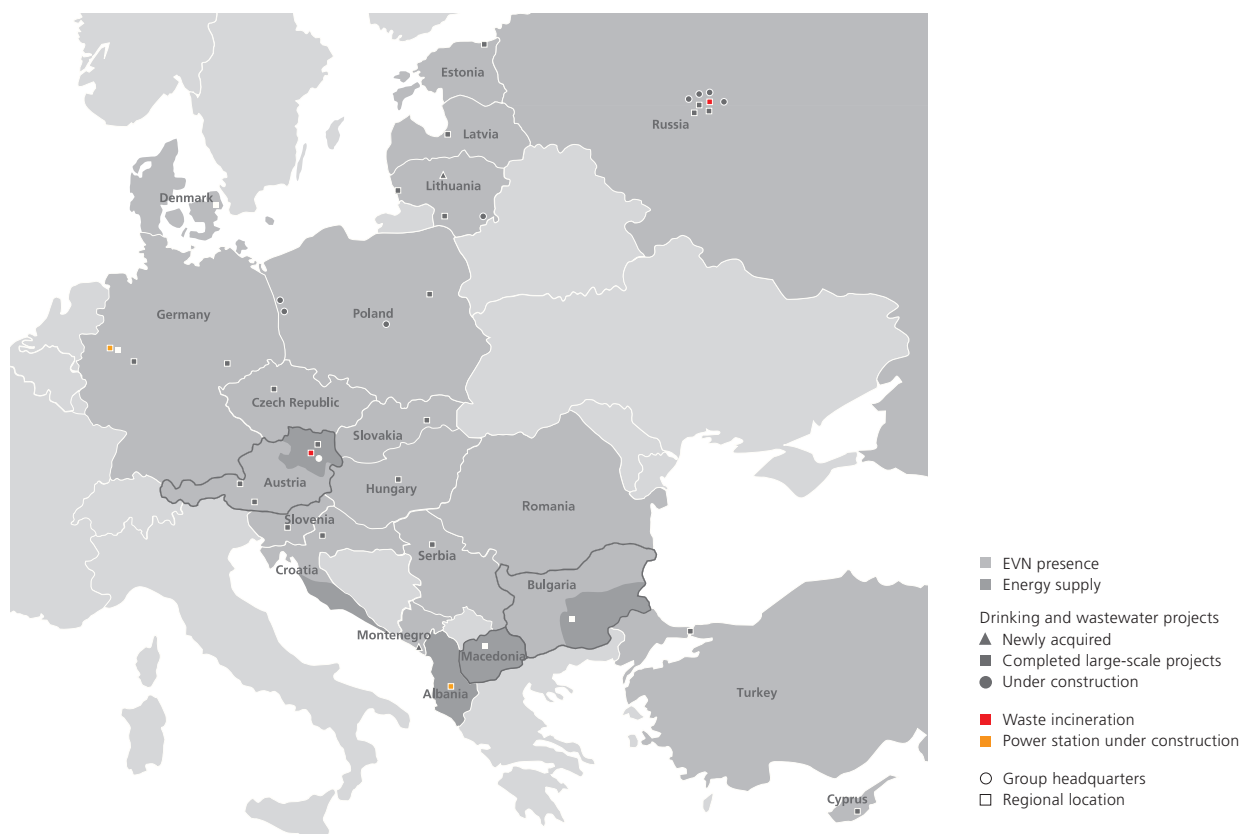 Estonia
Russia
Latvia
Lithuania
Denmark
Germany
Poland
Czech Republic
Slovakia
Austria
Hungary
Romania
Slovenia
Serbia
Croatia
Bulgaria
Montenegro
Macedonia
Albania
Turkey
Cyprus
EVN presence
Energy supply
Drinking and wastewater projects
Newly acquired
Completed large-scale projects
Under construction
Waste incineration
Power station under construction
Group headquarters
Regional location